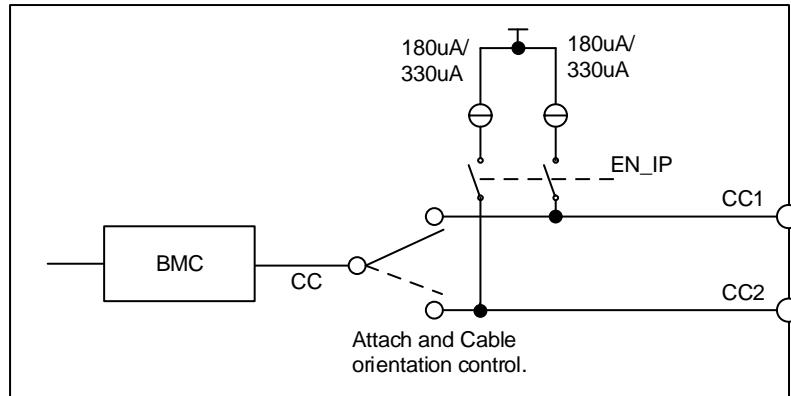 180uA/
330uA
180uA/
330uA
EN_IP
CC1
BMC
CC
CC2
Attach and Cable
orientation control.